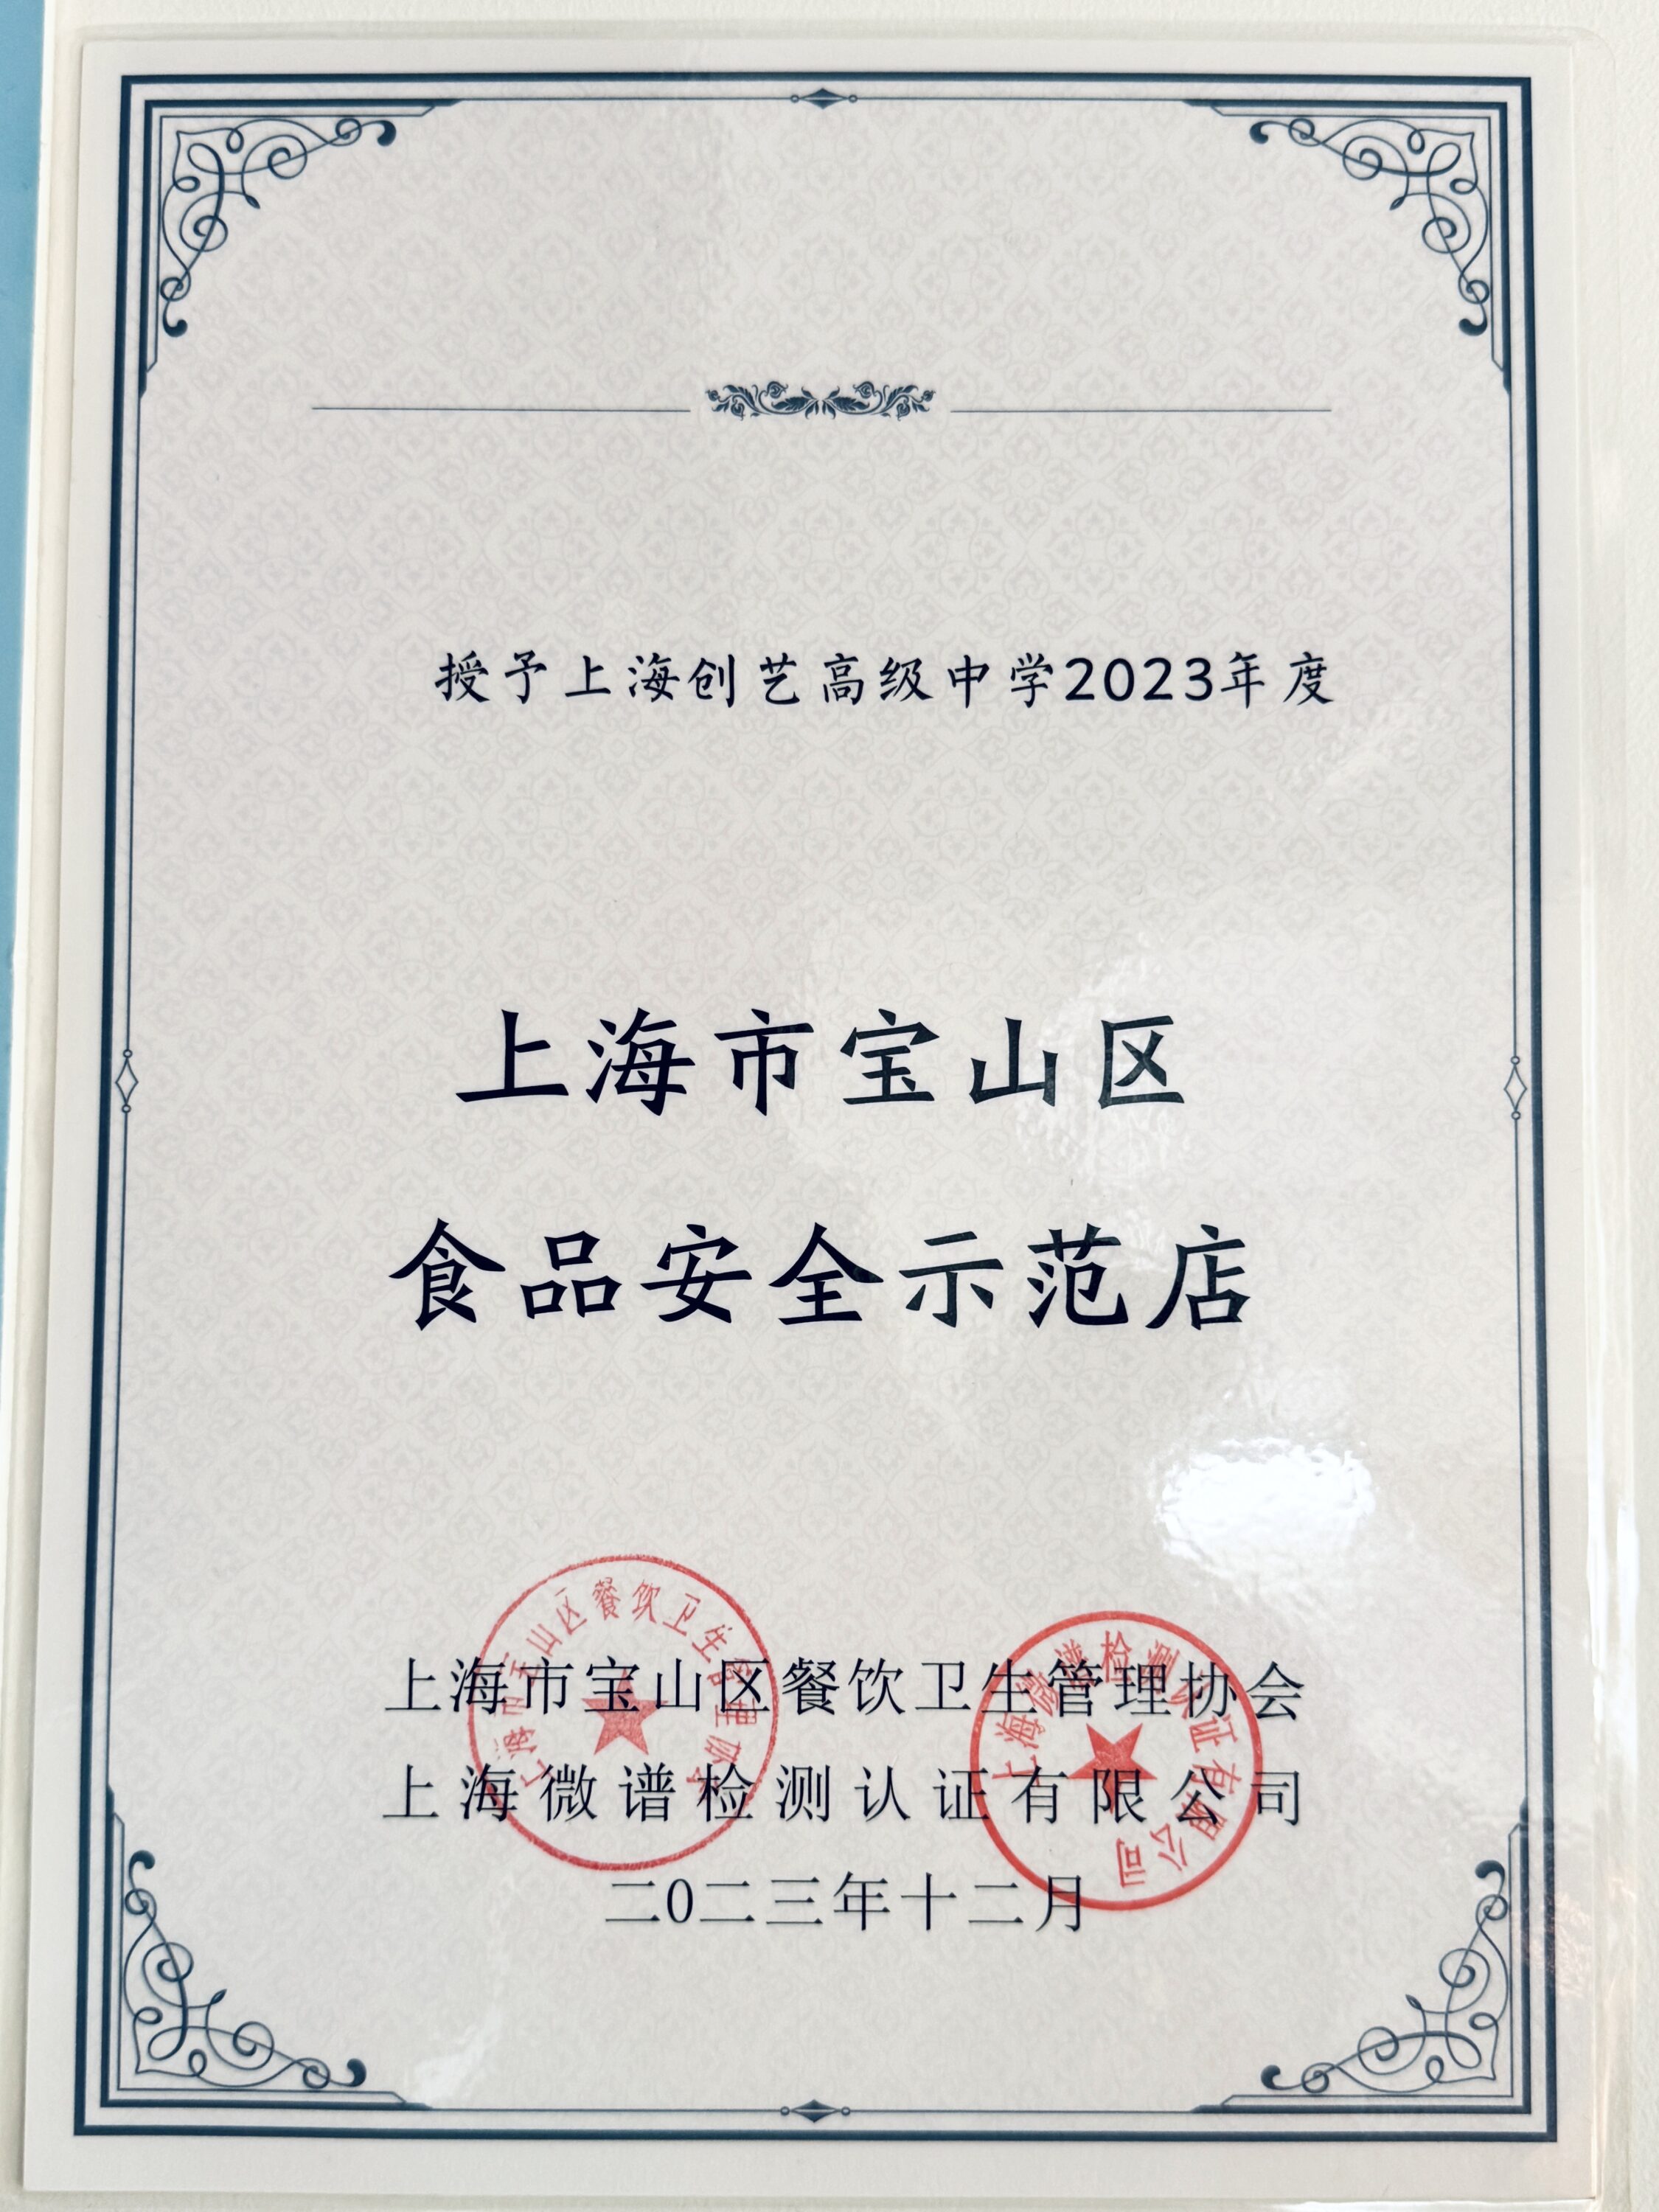 授予上海创艺高级中学2023年度
上海市宝山区
食品安全示范店
上海市宝山区餐饮卫生管理协会
上海微谱检测认证有限公司
二0二三年十二月